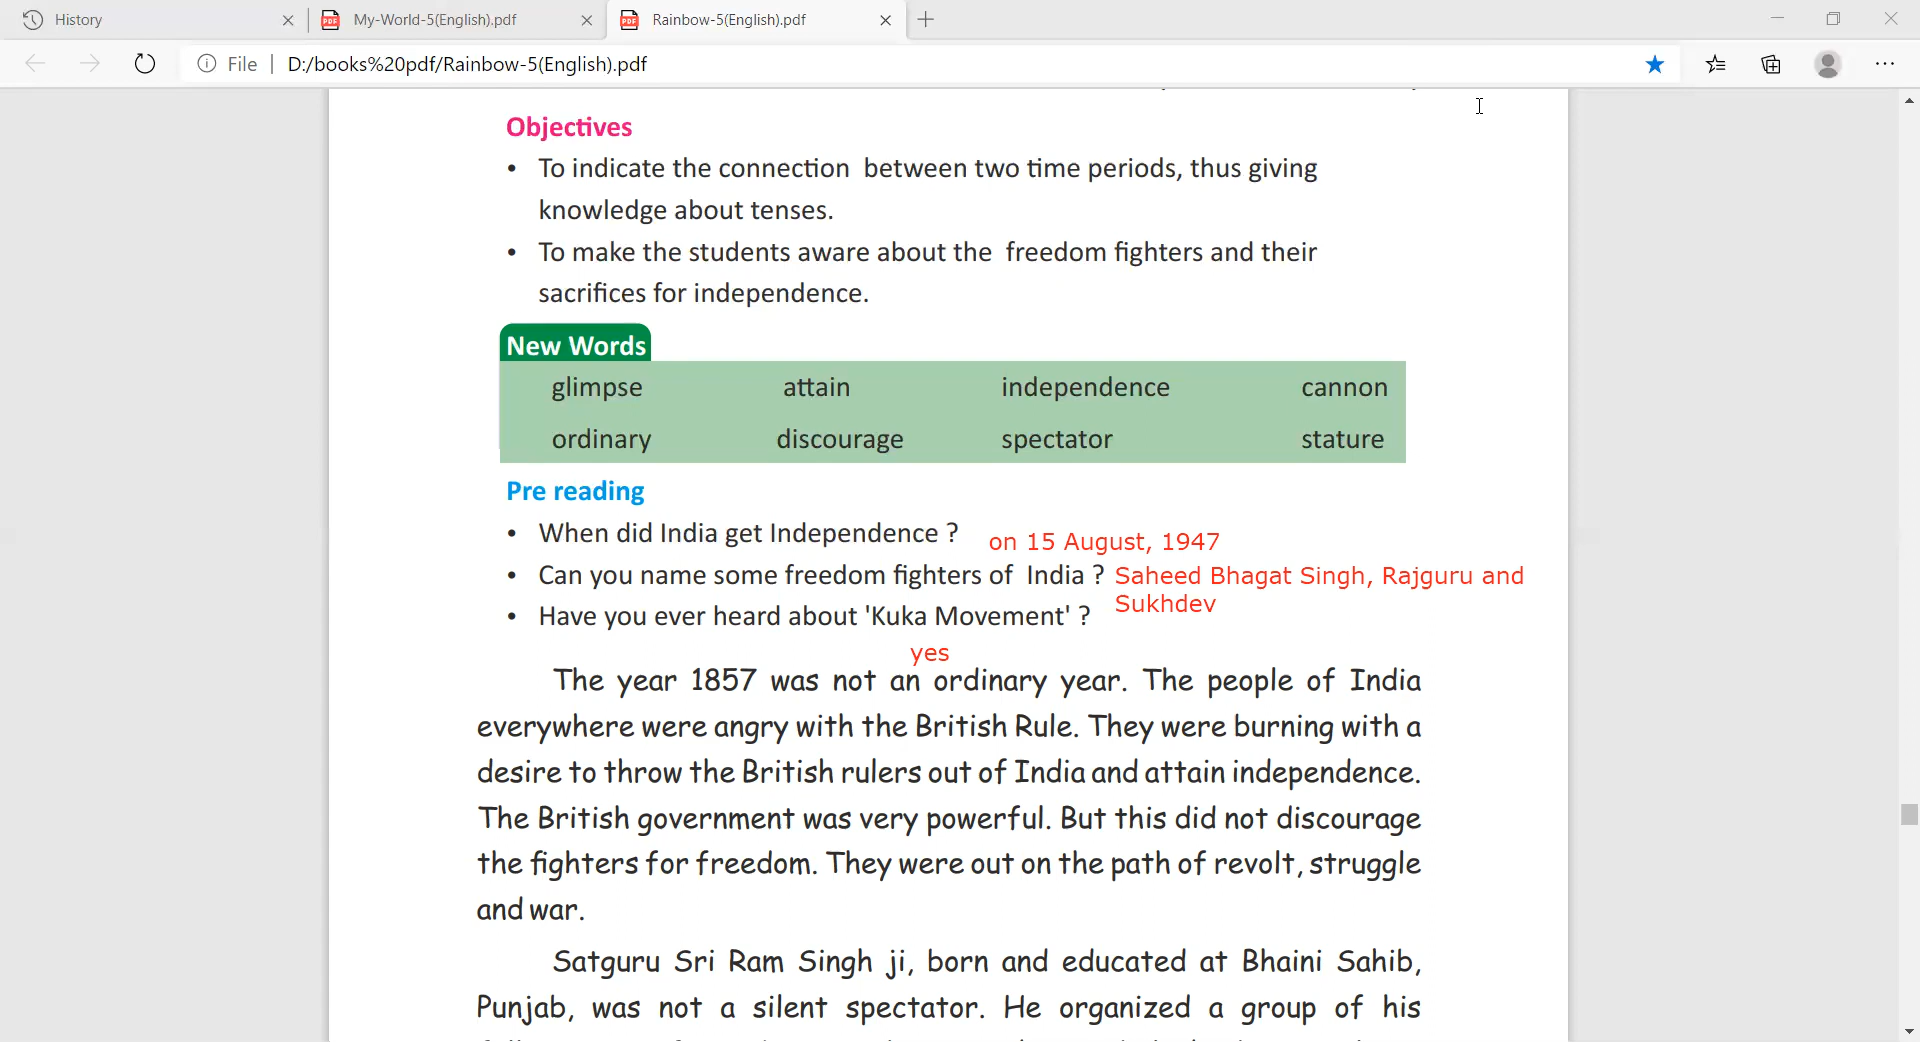 History
My-World-5(English).pdf
Rainbow-5(English).pdf
File
D:/books%20pdf/Rainbow-5(English).pdf
Objectives
• To indicate the connection between two time periods, thus giving
knowledge about tenses.
• To make the students aware about the freedom fighters and their
sacrifices for independence.
New Words
glimpse attain independence cannon
ordinary discourage spectator stature
Pre reading
• When did India get Independence ? on 15 August, 1947
• Can you name some freedom fighters of India ? Saheed Bhagat Singh, Rajguru and
Sukhdev
• Have you ever heard about 'Kuka Movement' ?
yes
The year 1857 was not an ordinary year. The people of India
everywhere were angry with the British Rule. They were burning with a
desire to throw the British rulers out of India and attain independence.
The British government was very powerful. But this did not discourage
the fighters for freedom. They were out on the path of revolt, struggle
and war.
Satguru Sri Ram Singh ji, born and educated at Bhaini Sahib,
Punjab, was not a silent spectator. He organized a group of his